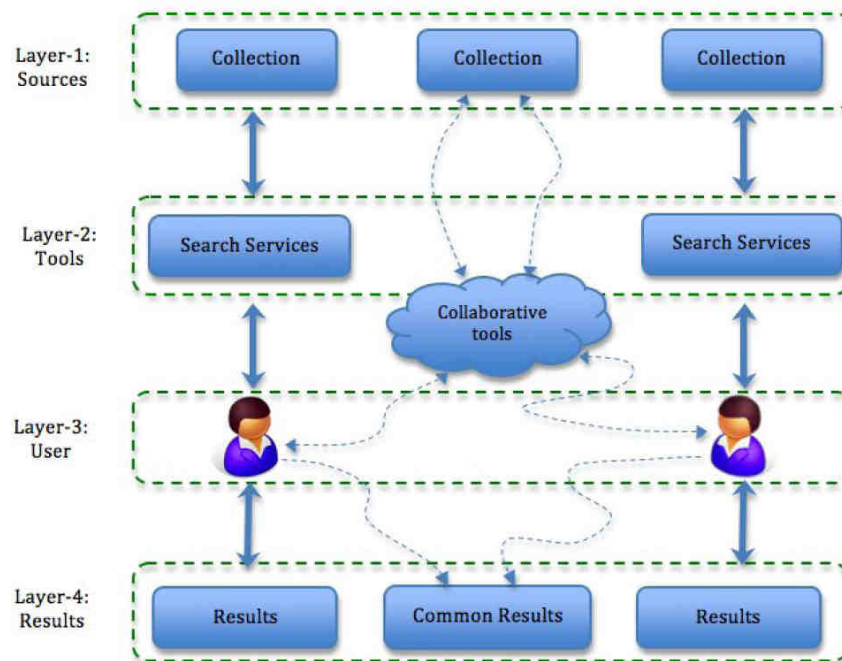 Layer-1:
Sources
Collection
Collection
Collection
Layer-2:
Tools
Search Services
Search Services
Collaborative
tools
Layer-3:
User
Layer-4:
Results
Results
Common Results
Results